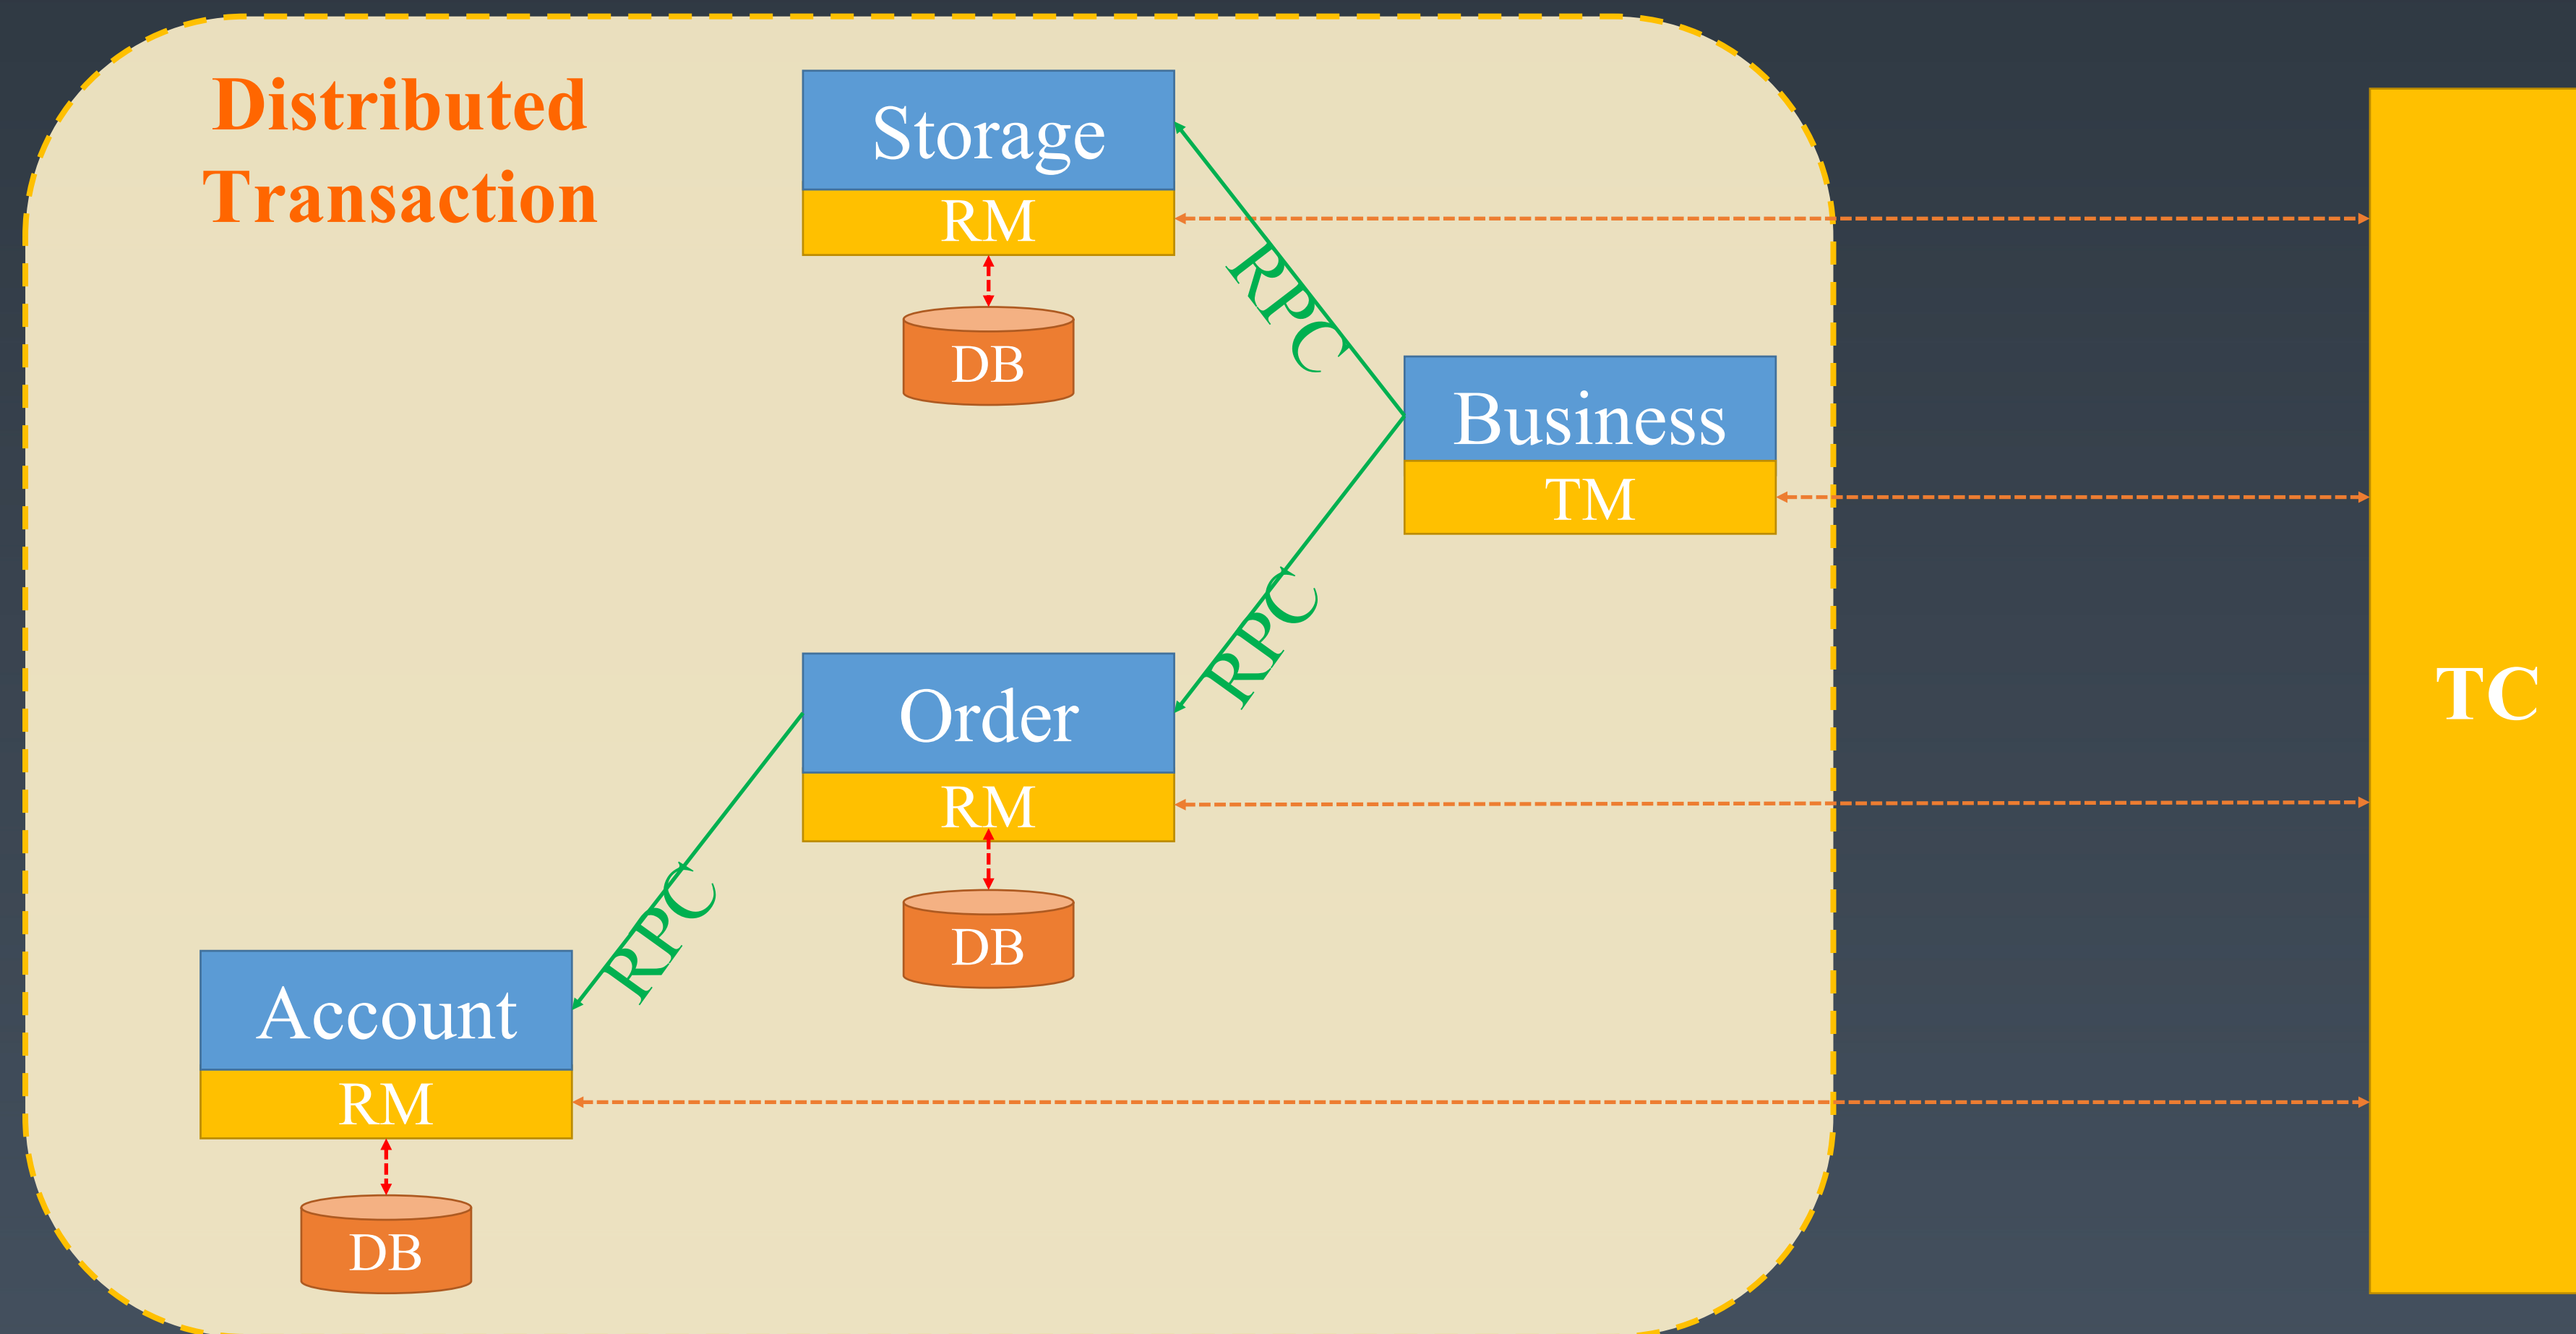 Distributed
Transaction
Storage
RM
DB
RPC
Business
TM
RPC
Order
RM
DB
RPC
Account
RM
DB
TC